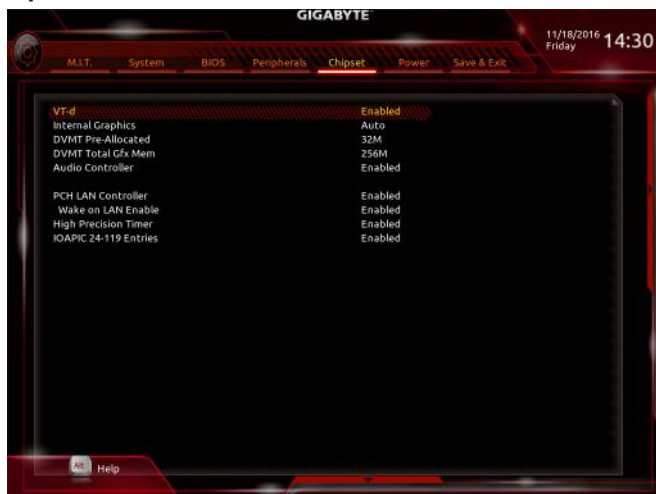 GIGABYTE
11/18/2016 14:30
Friday
M.I.T. System BIOS Peripherals Chipset Power Save & Exit
VT-d Enabled
Internal Graphics Auto
DVMT Pre-Allocated 32M
DVMT Total Gfx Mem 256M
Audio Controller Enabled
PCH LAN Controller Enabled
Wake on LAN Enable Enabled
High Precision Timer Enabled
IOAPIC 24-119 Entries Enabled
Alt Help